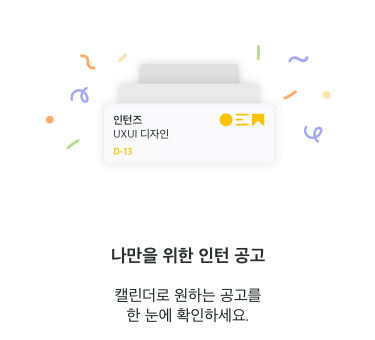 인턴즈
UXUI 디자인
D-13
나만을 위한 인턴 공고
캘린더로 원하는 공고를
한 눈에 확인하세요.